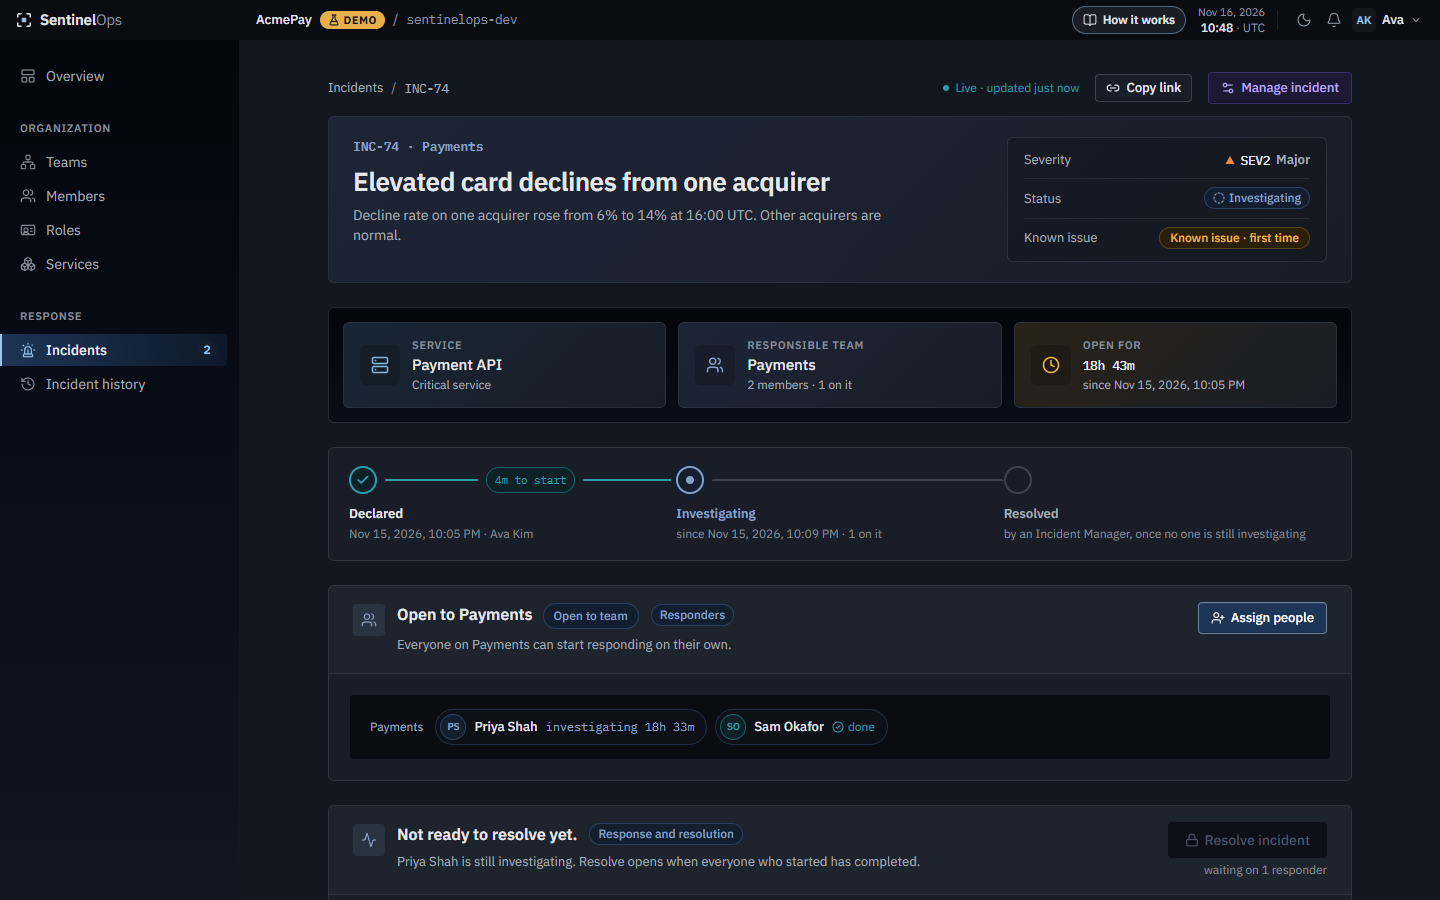 SentinelOps
AcmePay DEMO / sentinelops-dev
How it works
Nov 16, 2026
10:48 · UTC
AK Ava
Overview
ORGANIZATION
Teams
Members
Roles
Services
RESPONSE
Incidents 2
Incident history
Incidents / INC-74
Live · updated just now
Copy link
Manage incident
INC-74 · Payments
Elevated card declines from one acquirer
Decline rate on one acquirer rose from 6% to 14% at 16:00 UTC. Other acquirers are
normal.
Severity SEV2 Major
Status Investigating
Known issue Known issue · first time
SERVICE
Payment API
Critical service
RESPONSIBLE TEAM
Payments
2 members · 1 on it
OPEN FOR
18h 43m
since Nov 15, 2026, 10:05 PM
4m to start
Declared
Nov 15, 2026, 10:05 PM · Ava Kim
Investigating
since Nov 15, 2026, 10:09 PM · 1 on it
Resolved
by an Incident Manager, once no one is still investigating
Open to Payments Open to team Responders
Everyone on Payments can start responding on their own.
Assign people
Payments PS Priya Shah investigating 18h 33m SO Sam Okafor done
Not ready to resolve yet. Response and resolution
Priya Shah is still investigating. Resolve opens when everyone who started has completed.
Resolve incident
waiting on 1 responder